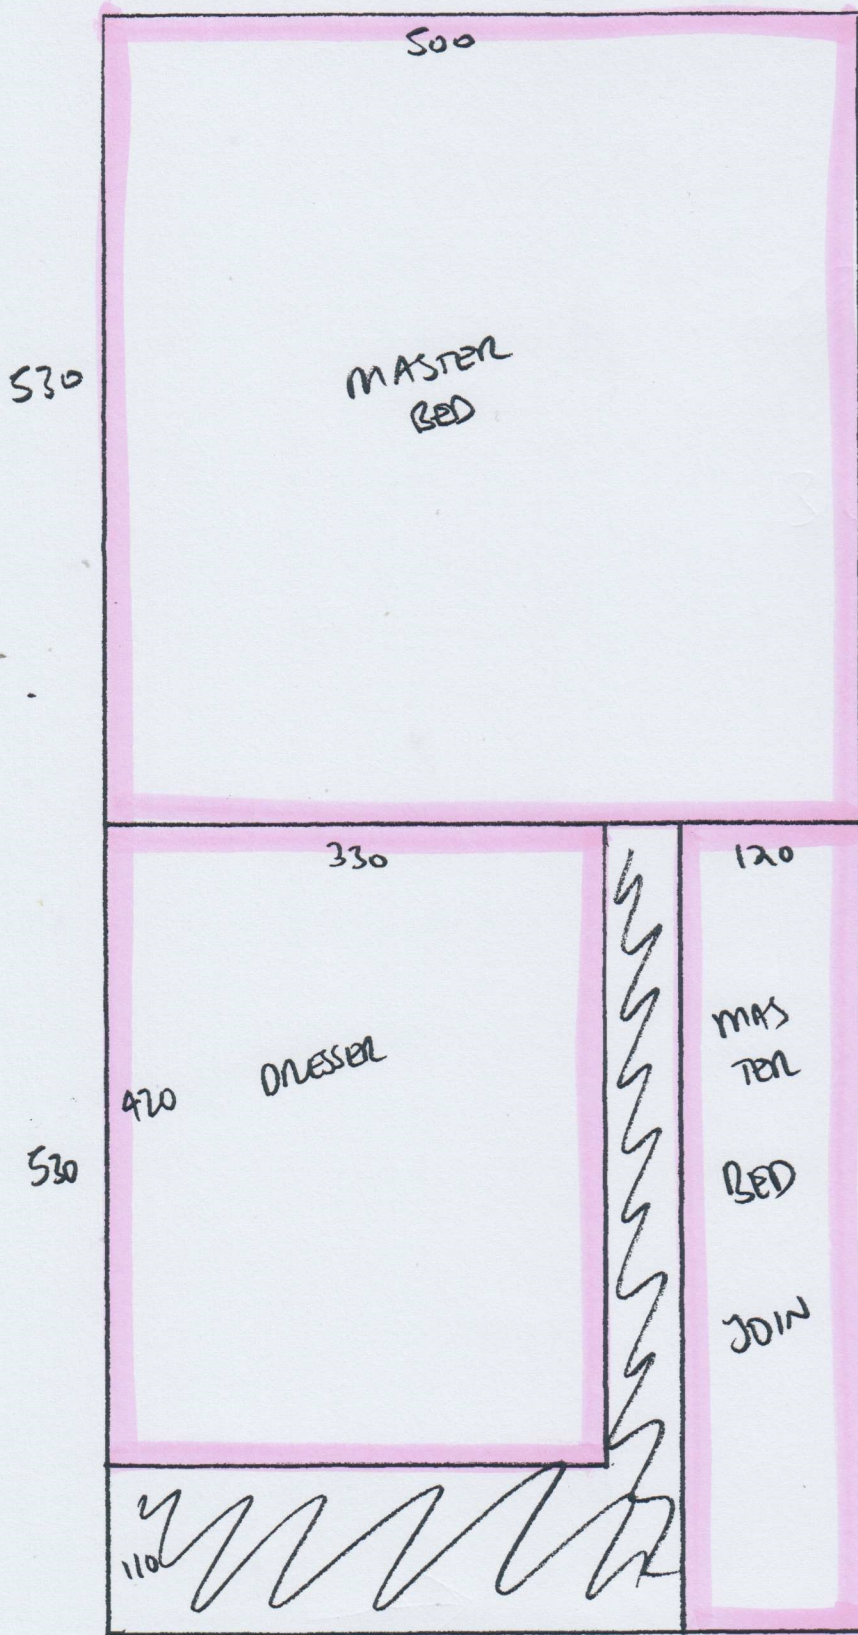 500
530
MASTER
BED
330
120
420
DRESSER
530
MAS
TER
BED
JOIN
110